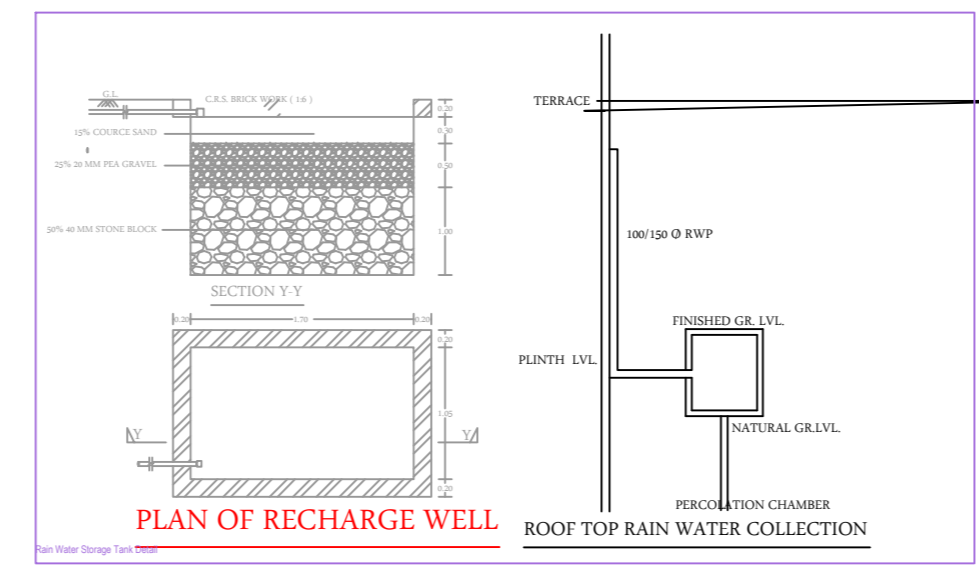 G.L.
C.R.S. BRICK WORK ( 1:6 )
0.20
15% COURCE SAND
0.30
25% 20 MM PEA GRAVEL
0.50
50% 40 MM STONE BLOCK
1.00
SECTION Y-Y
0.20
1.70
0.20
0.20
1.05
Y
Y
0.20
PLAN OF RECHARGE WELL
Rain Water Storage Tank Detail
TERRACE
100/150 Ø RWP
FINISHED GR. LVL.
PLINTH LVL.
NATURAL GR.LVL.
PERCOLATION CHAMBER
ROOF TOP RAIN WATER COLLECTION